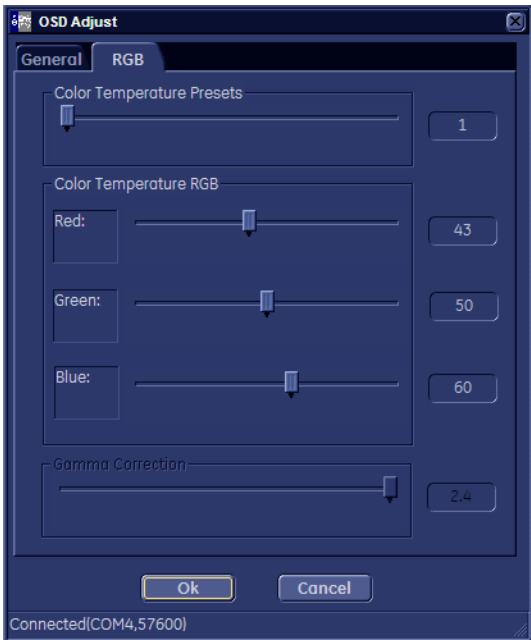 OSD Adjust
General RGB
Color Temperature Presets
1
Color Temperature RGB
Red:
43
Green:
50
Blue:
60
Gamma Correction
2.4
Ok Cancel
Connected(COM4,57600)